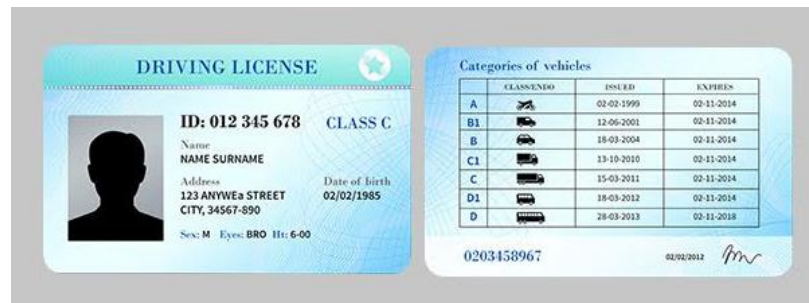 DRIVING LICENSE
ID: 012 345 678 CLASS C
Name
NAME SURNAME
Address Date of birth
123 ANYWEa STREET 02/02/1985
CITY, 34567-890
Sex: M Eyes: BRO Ht: 6-00
Categories of vehicles
CLASS/ENDO ISSUED EXPIRES
A 02-02-1999 02-11-2014
B1 12-06-2001 02-11-2014
B 18-03-2004 02-11-2014
C1 13-10-2010 02-11-2014
C 15-03-2011 02-11-2014
D1 18-03-2012 02-11-2014
D 28-03-2013 02-11-2018
0203458967 02/02/2012